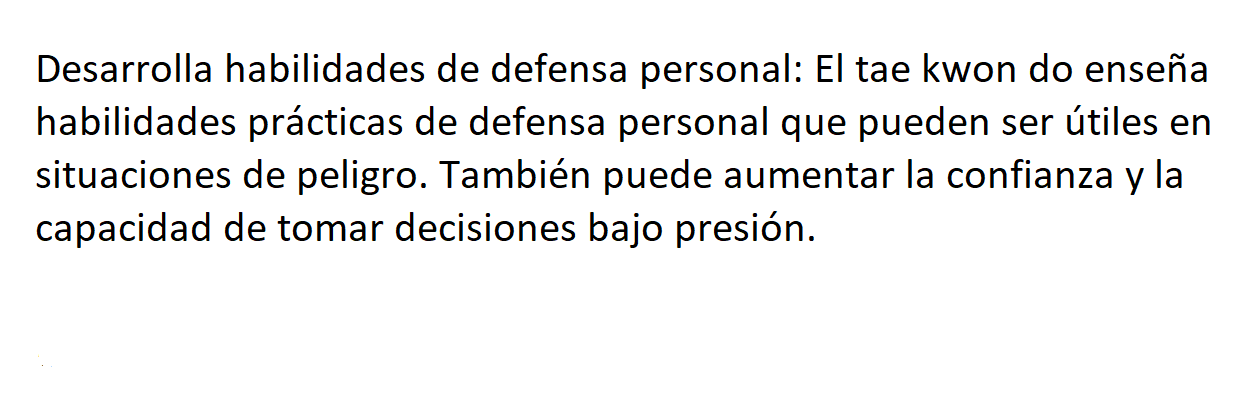 Desarrolla habilidades de defensa personal: El tae kwon do enseña
habilidades prácticas de defensa personal que pueden ser útiles en
situaciones de peligro. También puede aumentar la confianza y la
capacidad de tomar decisiones bajo presión.